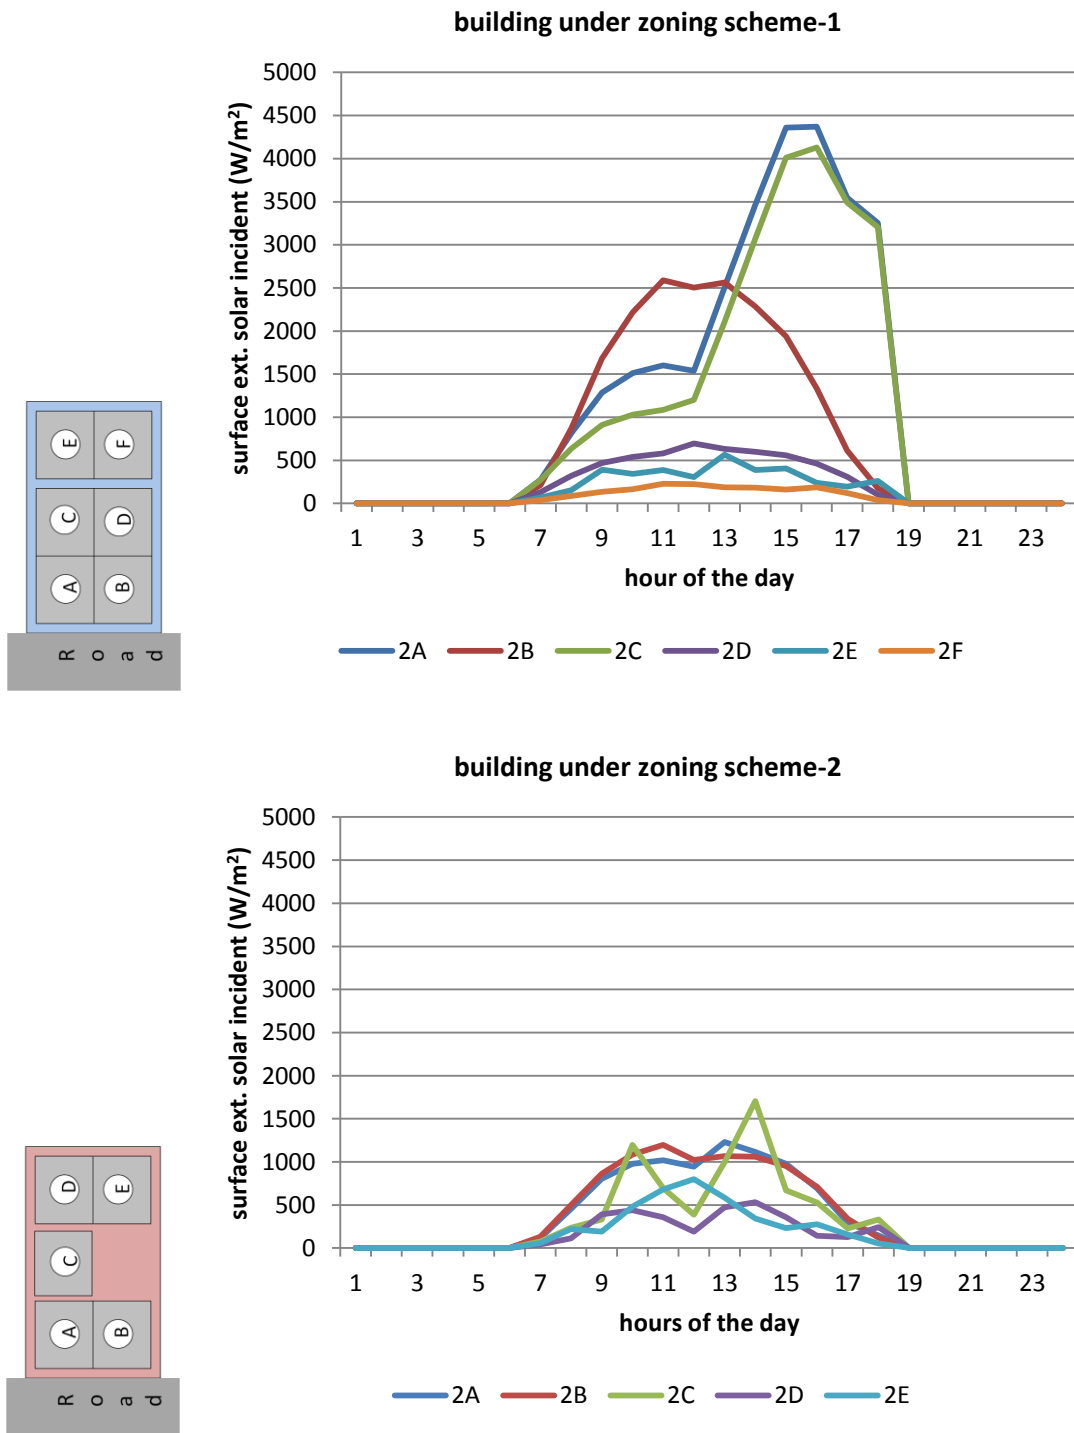 building under zoning scheme-1
surface ext. solar incident (W/m²)
5000
4500
4000
3500
3000
2500
2000
1500
1000
500
0
1 3 5 7 9 11 13 15 17 19 21 23
hour of the day
2A 2B 2C 2D 2E 2F
E F
C D
A B
R o a d
building under zoning scheme-2
surface ext. solar incident (W/m²)
5000
4500
4000
3500
3000
2500
2000
1500
1000
500
0
1 3 5 7 9 11 13 15 17 19 21 23
hours of the day
2A 2B 2C 2D 2E
D E
C
A B
R o a d